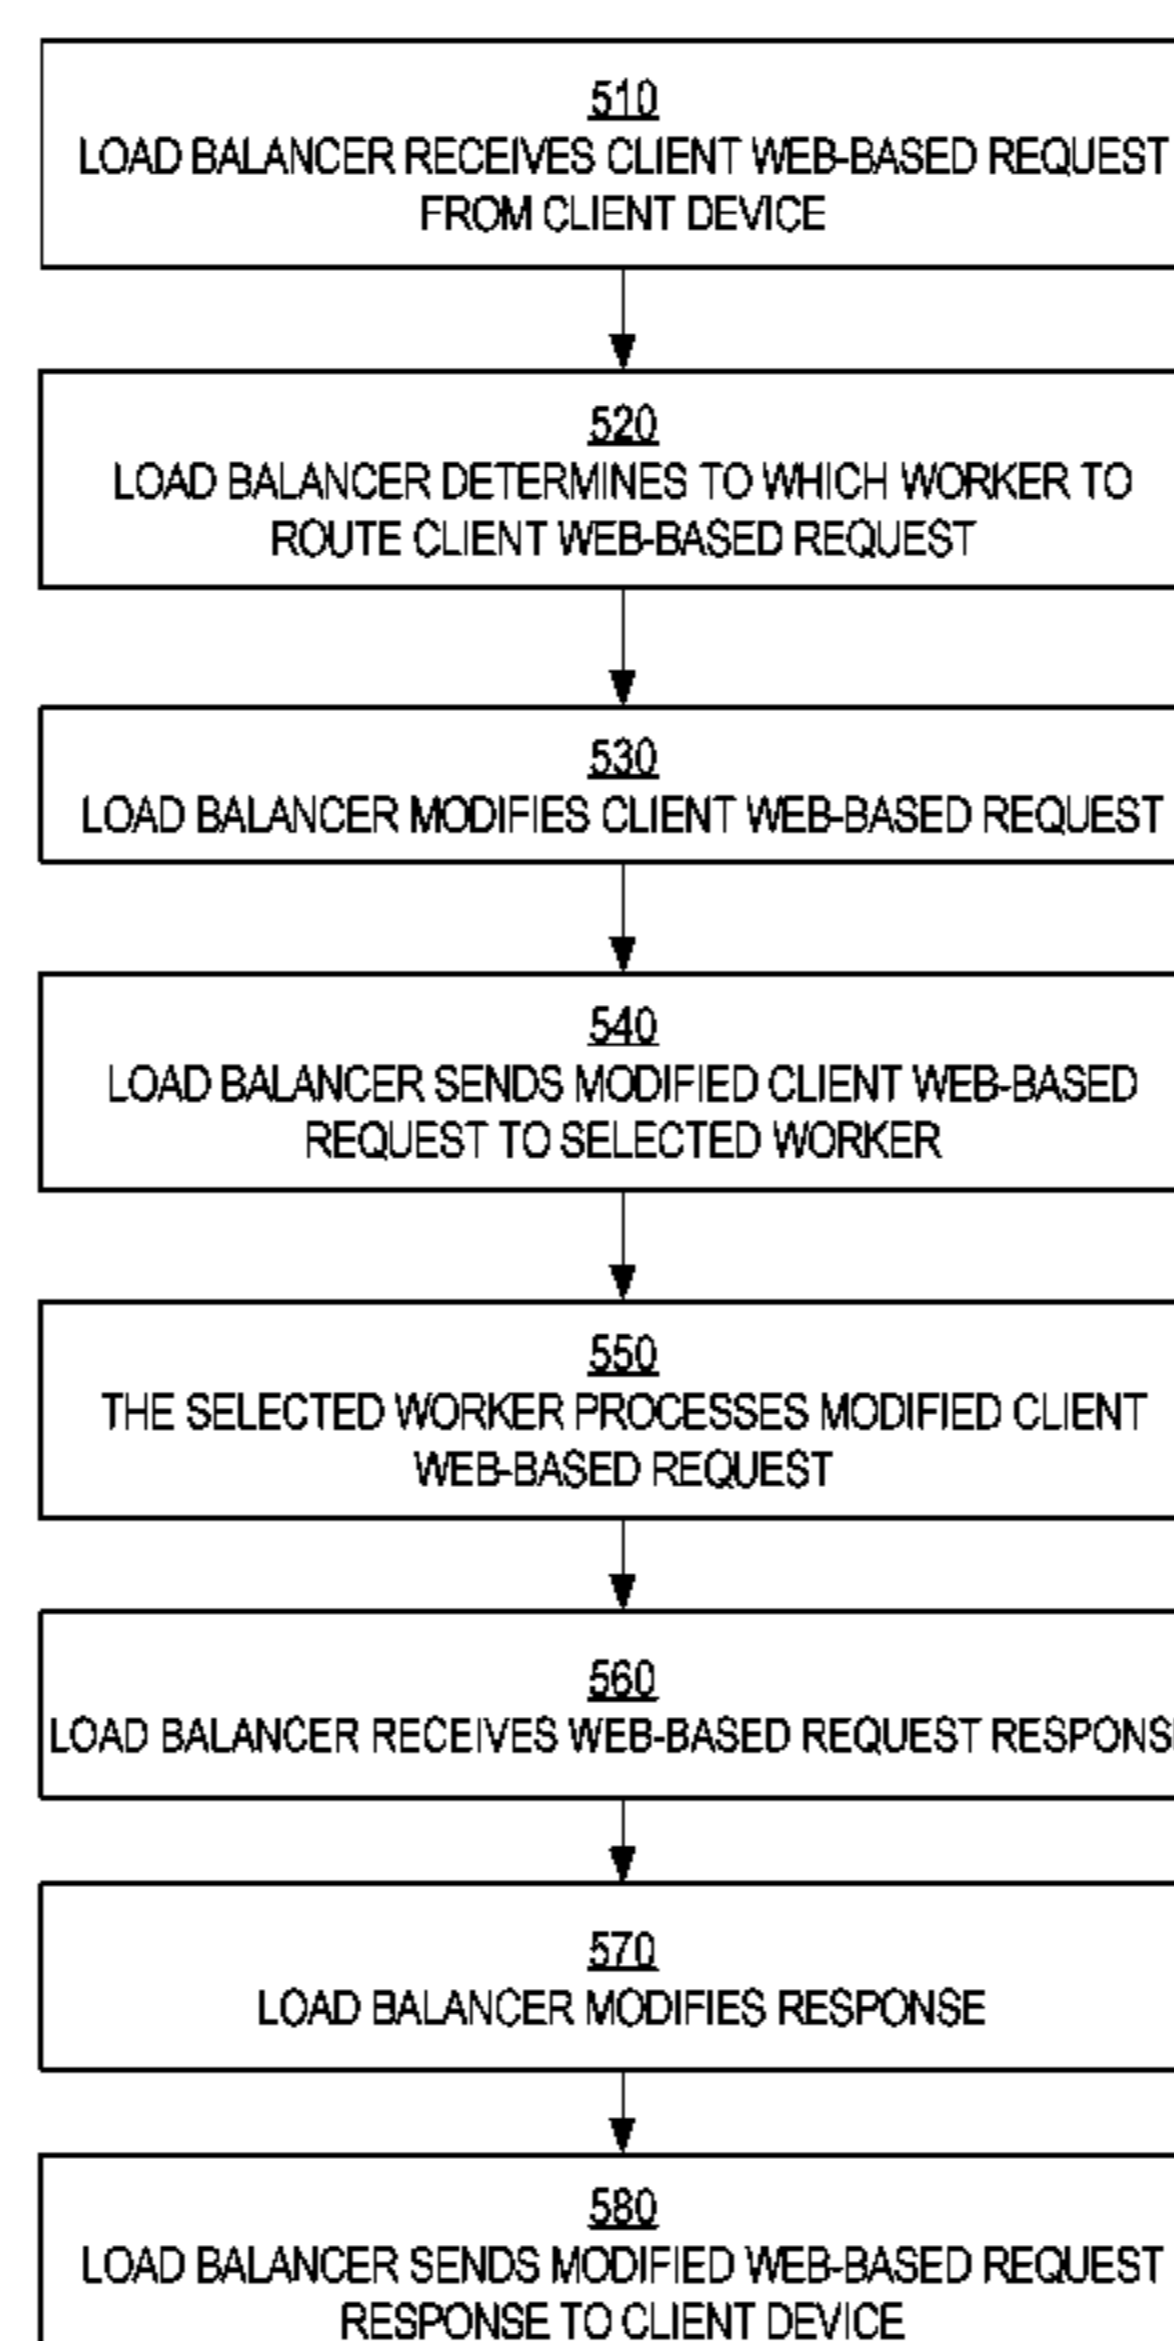 510
LOAD BALANCER RECEIVES CLIENT WEB-BASED REQUEST
FROM CLIENT DEVICE
520
LOAD BALANCER DETERMINES TO WHICH WORKER TO
ROUTE CLIENT WEB-BASED REQUEST
530
LOAD BALANCER MODIFIES CLIENT WEB-BASED REQUEST
540
LOAD BALANCER SENDS MODIFIED CLIENT WEB-BASED
REQUEST TO SELECTED WORKER
550
THE SELECTED WORKER PROCESSES MODIFIED CLIENT
WEB-BASED REQUEST
560
LOAD BALANCER RECEIVES WEB-BASED REQUEST RESPONSE
570
LOAD BALANCER MODIFIES RESPONSE
580
LOAD BALANCER SENDS MODIFIED WEB-BASED REQUEST
RESPONSE TO CLIENT DEVICE